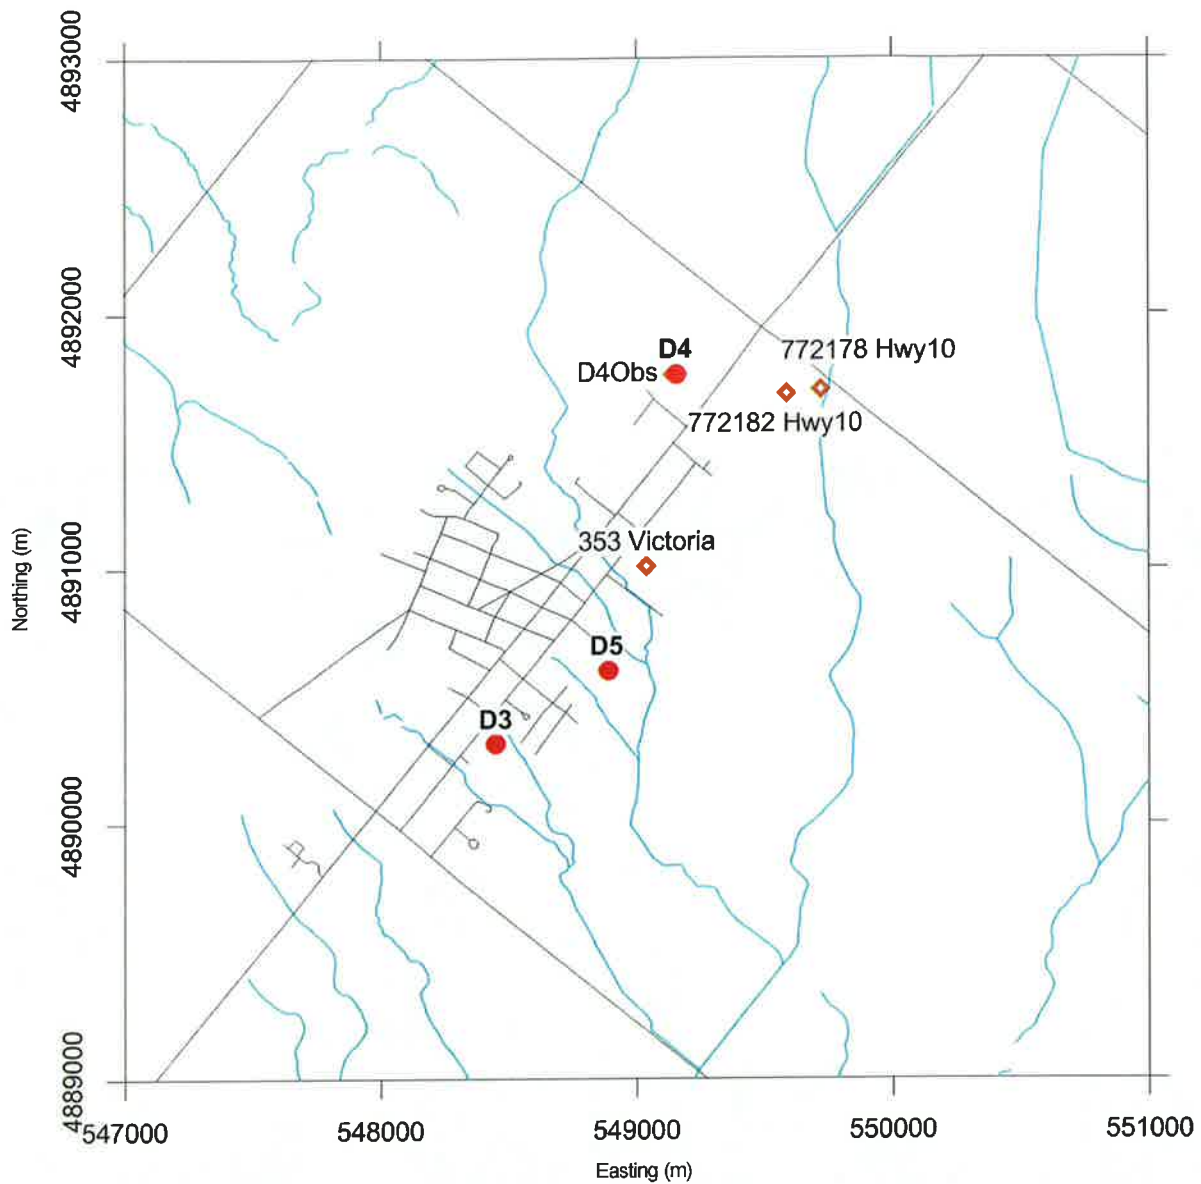 4893000
4892000
4891000
4890000
4889000
Northing (m)
772178 Hwy10
D4
D4Obs
772182 Hwy10
353 Victoria
D5
D3
547000
548000
549000
550000
551000
Easting (m)